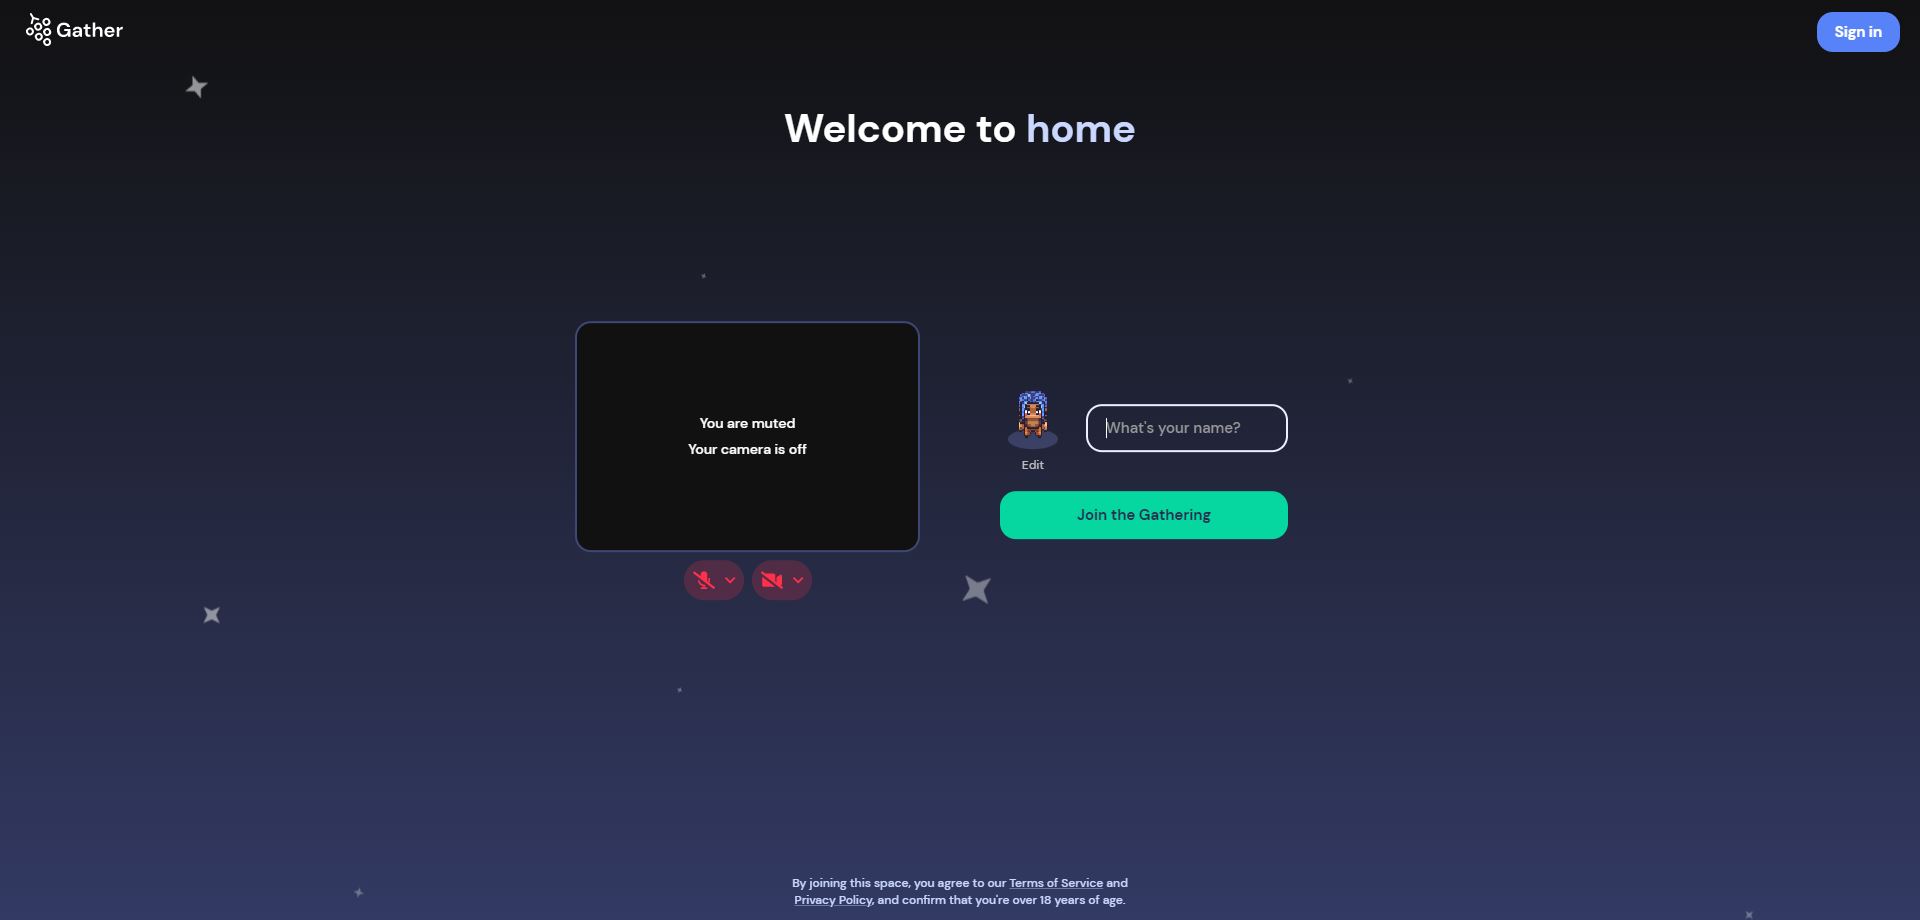 Gather
Sign in
Welcome to home
You are muted
Your camera is off
What's your name?
Edit
Join the Gathering
By joining this space, you agree to our Terms of Service and
Privacy Policy, and confirm that you're over 18 years of age.